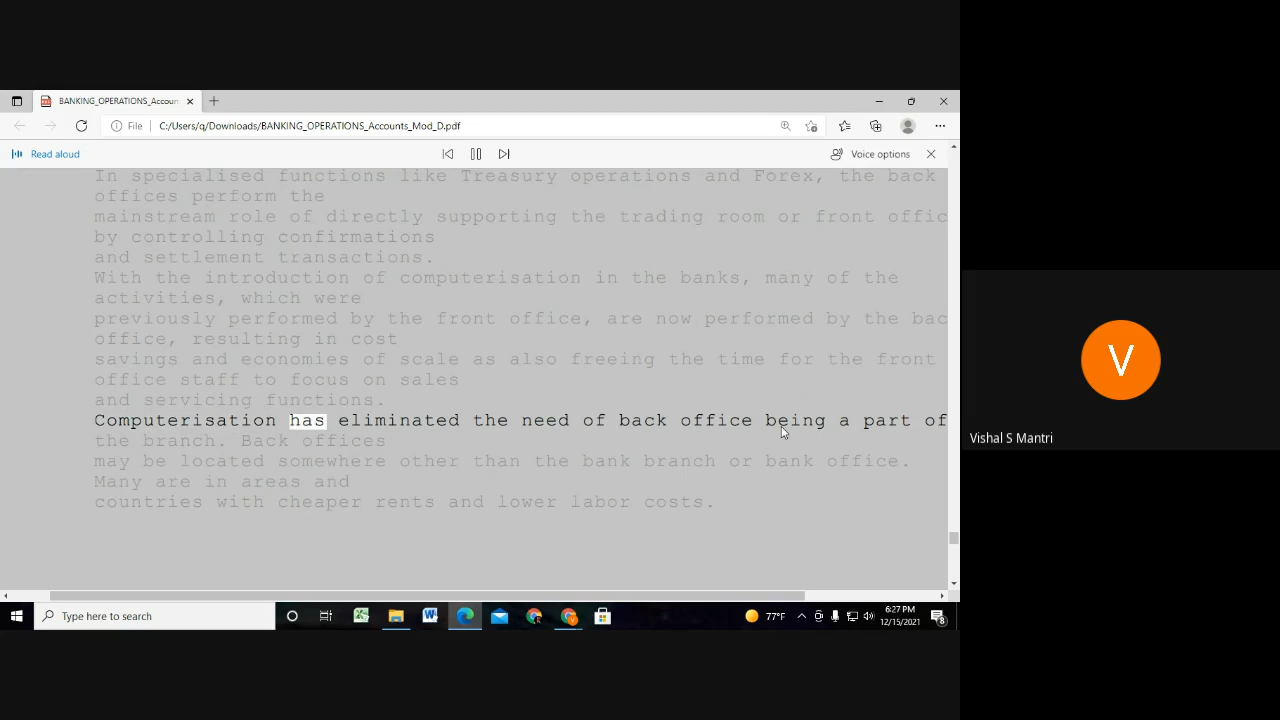 BANKING_OPERATIONS_Accoun
File
C:/Users/q/Downloads/BANKING_OPERATIONS_Accounts_Mod_D.pdf
Read aloud
Voice options
In specialised functions like Treasury operations and Forex, the back
offices perform the
mainstream role of directly supporting the trading room or front offic
by controlling confirmations
and settlement transactions.
With the introduction of computerisation in the banks, many of the
activities, which were
previously performed by the front office, are now performed by the bac
office, resulting in cost
savings and economies of scale as also freeing the time for the front
office staff to focus on sales
and servicing functions.
Computerisation has eliminated the need of back office being a part of
the branch. Back offices
may be located somewhere other than the bank branch or bank office.
Many are in areas and
countries with cheaper rents and lower labor costs.
V
Vishal S Mantri
Type here to search
77°F
6:27 PM
12/15/2021
8